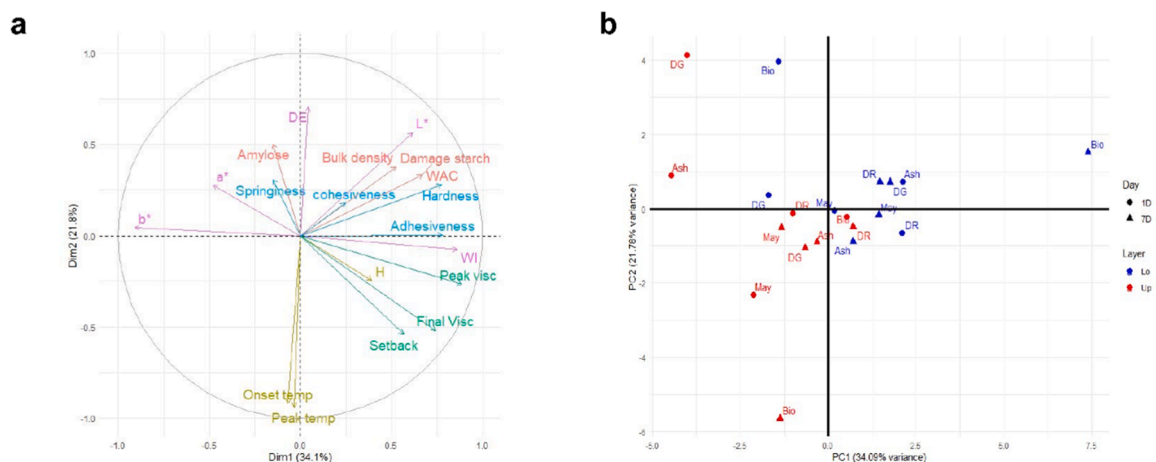 a
1.0
0.5
0.0
-0.5
-1.0
Dim2 (21.8%)
DE
L*
Amylose
Bulk density
Damage starch
a*
WAC
Springiness
cohesiveness
Hardness
b*
Adhesiveness
WI
H
Peak visc
Final Visc
Setback
Onset temp
Peak temp
-1.0 -0.5 0.0 0.5 1.0
Dim1 (34.1%)
b
4
2
0
-2
-4
-6
PC2 (21.78% variance)
DG
Bio
Bio
Ash
DR
Ash
DG
DG
May
May
DR
Bio
May
Ash
DR
DR
DG
Ash
May
Bio
-5.0 -2.5 0.0 2.5 5.0 7.5
PC1 (34.09% variance)
Day
1D
7D
Layer
Lo
Up